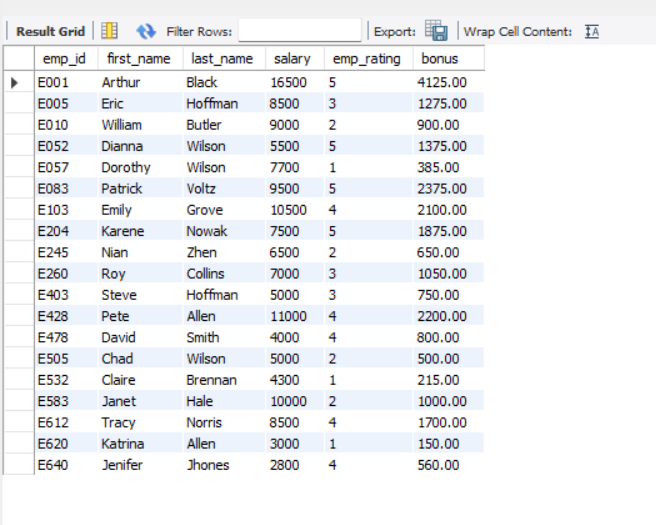 Result Grid Filter Rows: Export: Wrap Cell Content: IA
emp_id first_name last_name salary emp_rating bonus
E001 Arthur Black 16500 5 4125.00
E005 Eric Hoffman 8500 3 1275.00
E010 William Butler 9000 2 900.00
E052 Dianna Wilson 5500 5 1375.00
E057 Dorothy Wilson 7700 1 385.00
E083 Patrick Voltz 9500 5 2375.00
E103 Emily Grove 10500 4 2100.00
E204 Karene Nowak 7500 5 1875.00
E245 Nian Zhen 6500 2 650.00
E260 Roy Collins 7000 3 1050.00
E403 Steve Hoffman 5000 3 750.00
E428 Pete Allen 11000 4 2200.00
E478 David Smith 4000 4 800.00
E505 Chad Wilson 5000 2 500.00
E532 Claire Brennan 4300 1 215.00
E583 Janet Hale 10000 2 1000.00
E612 Tracy Norris 8500 4 1700.00
E620 Katrina Allen 3000 1 150.00
E640 Jenifer Jhones 2800 4 560.00